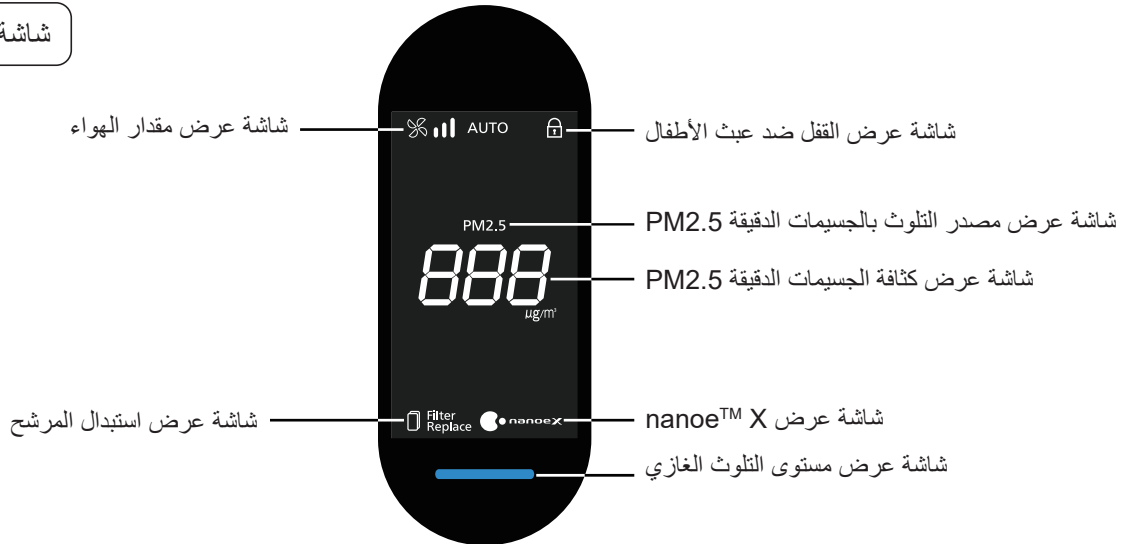 شاشة
شاشة عرض مقدار الهواء
AUTO
شاشة عرض القفل ضد عبث الأطفال
PM2.5
شاشة عرض مصدر التلوث بالجسيمات الدقيقة PM2.5
888
شاشة عرض كثافة الجسيمات الدقيقة PM2.5
µg/m³
شاشة عرض استبدال المرشح
Filter
Replace
nanoeX
شاشة عرض nanoe™ X
شاشة عرض مستوى التلوث الغازي